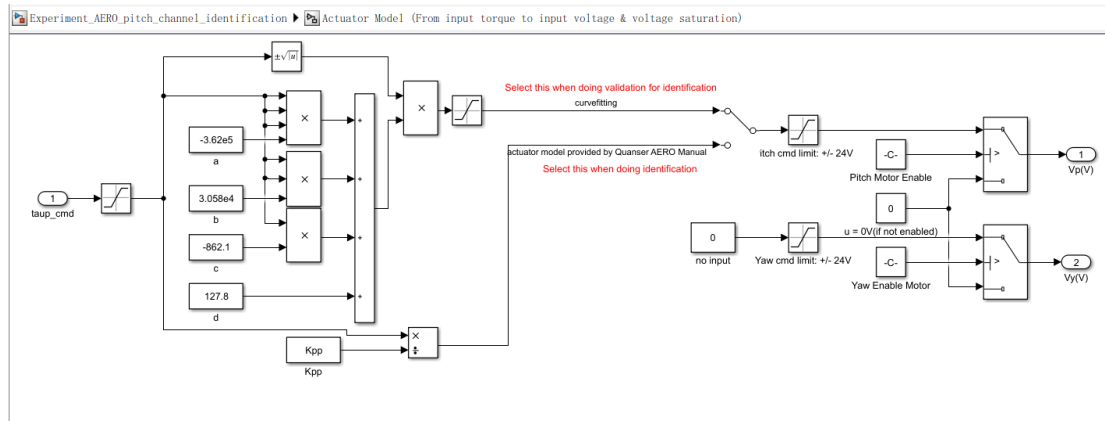 Experiment_AERO_pitch_channel_identification ▶ Actuator Model (From input torque to input voltage & voltage saturation)
±√|u|
Select this when doing validation for identification
curvefitting
×
×
-3.62e5
a
itch cmd limit: +/- 24V
actuator model provided by Quanser AERO Manual
Select this when doing identification
-C-
Pitch Motor Enable
>
1
Vp(V)
×
1
taup_cmd
3.058e4
b
0
u = 0V(if not enabled)
×
-862.1
c
0
no input
Yaw cmd limit: +/- 24V
-C-
Yaw Enable Motor
>
2
Vy(V)
127.8
d
+
+
+
+
Kpp
Kpp
×
÷